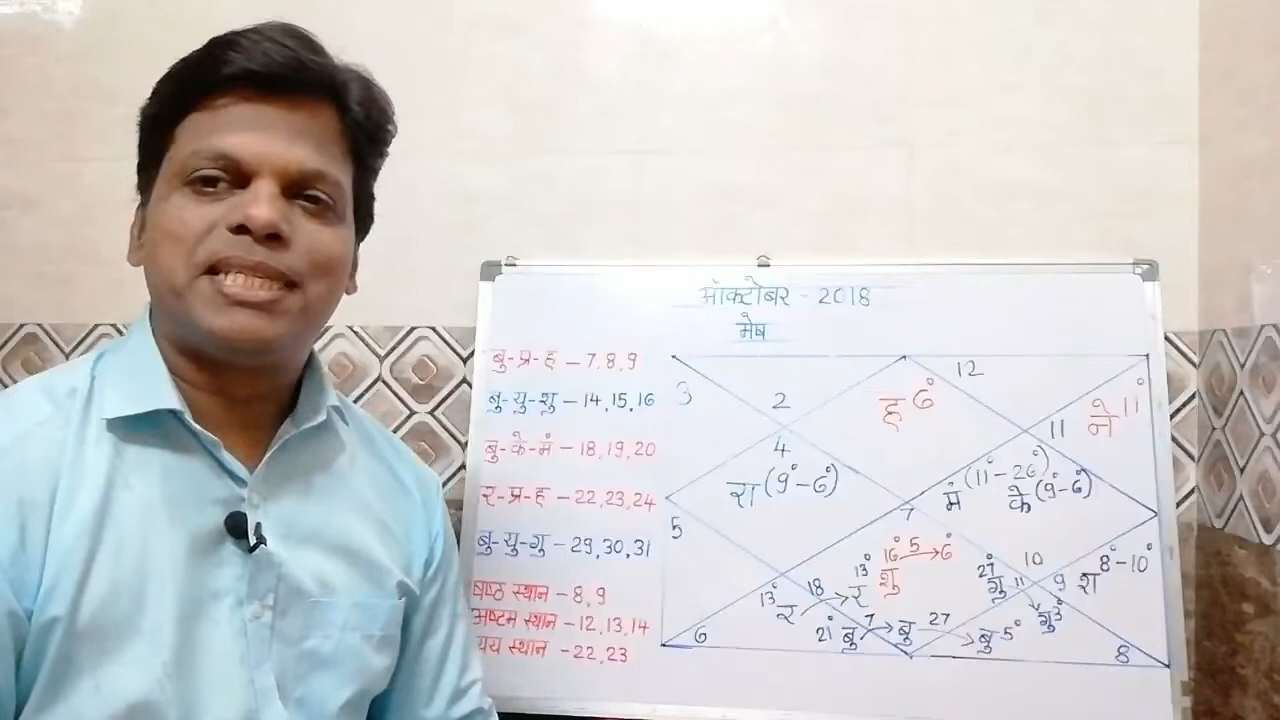 ऑक्टोबर - 2018
मेष
बु-प्र-ह - 7,8,9
बु-यु-शु - 14,15,16
बु-के-मं - 18,19,20
र-प्र-ह - 22,23,24
बु-यु-गु - 29,30,31
षष्ठ स्थान - 8,9
अष्टम स्थान - 12,13,14
व्यय स्थान - 22,23
12
3
2
ह 6°
11
ने 11°
4
रा (9°-6°)
मं (11°-26°)
के (9°-6°)
5
7
13° र 18 र 13°
16° शु 5 6°
27° गु 11 गु 3°
10
9
श 8°-10°
21° बु 7 बु 27 बु 5°
6
8